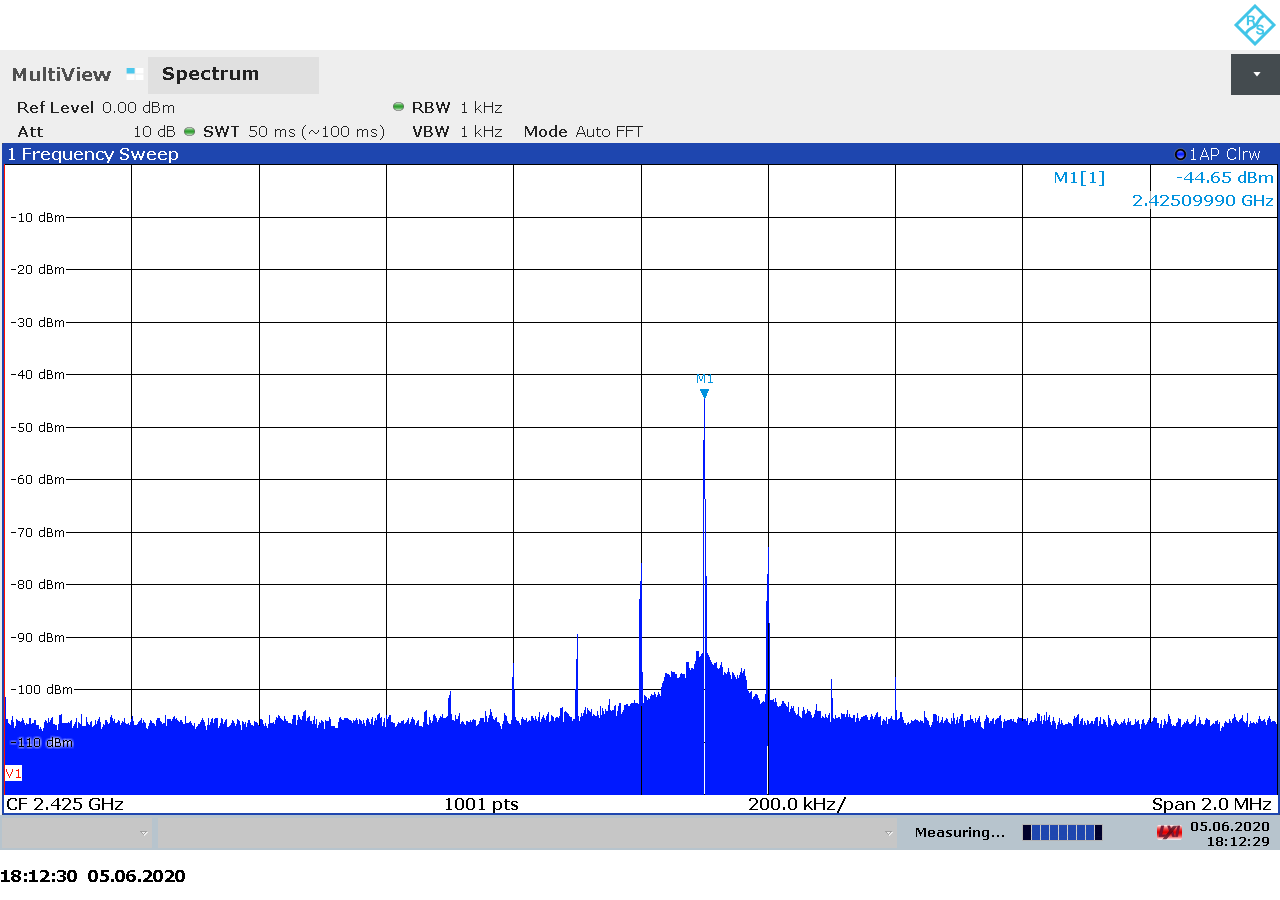 R S
MultiView Spectrum
Ref Level 0.00 dBm RBW 1 kHz
Att 10 dB SWT 50 ms (~100 ms) VBW 1 kHz Mode Auto FFT
1 Frequency Sweep 1AP Clrw
M1[1] -44.65 dBm
2.42509990 GHz
-10 dBm
-20 dBm
-30 dBm
-40 dBm
M1
-50 dBm
-60 dBm
-70 dBm
-80 dBm
-90 dBm
-100 dBm
-110 dBm
V1
CF 2.425 GHz 1001 pts 200.0 kHz/ Span 2.0 MHz
Measuring... LXI 05.06.2020
18:12:29
18:12:30 05.06.2020